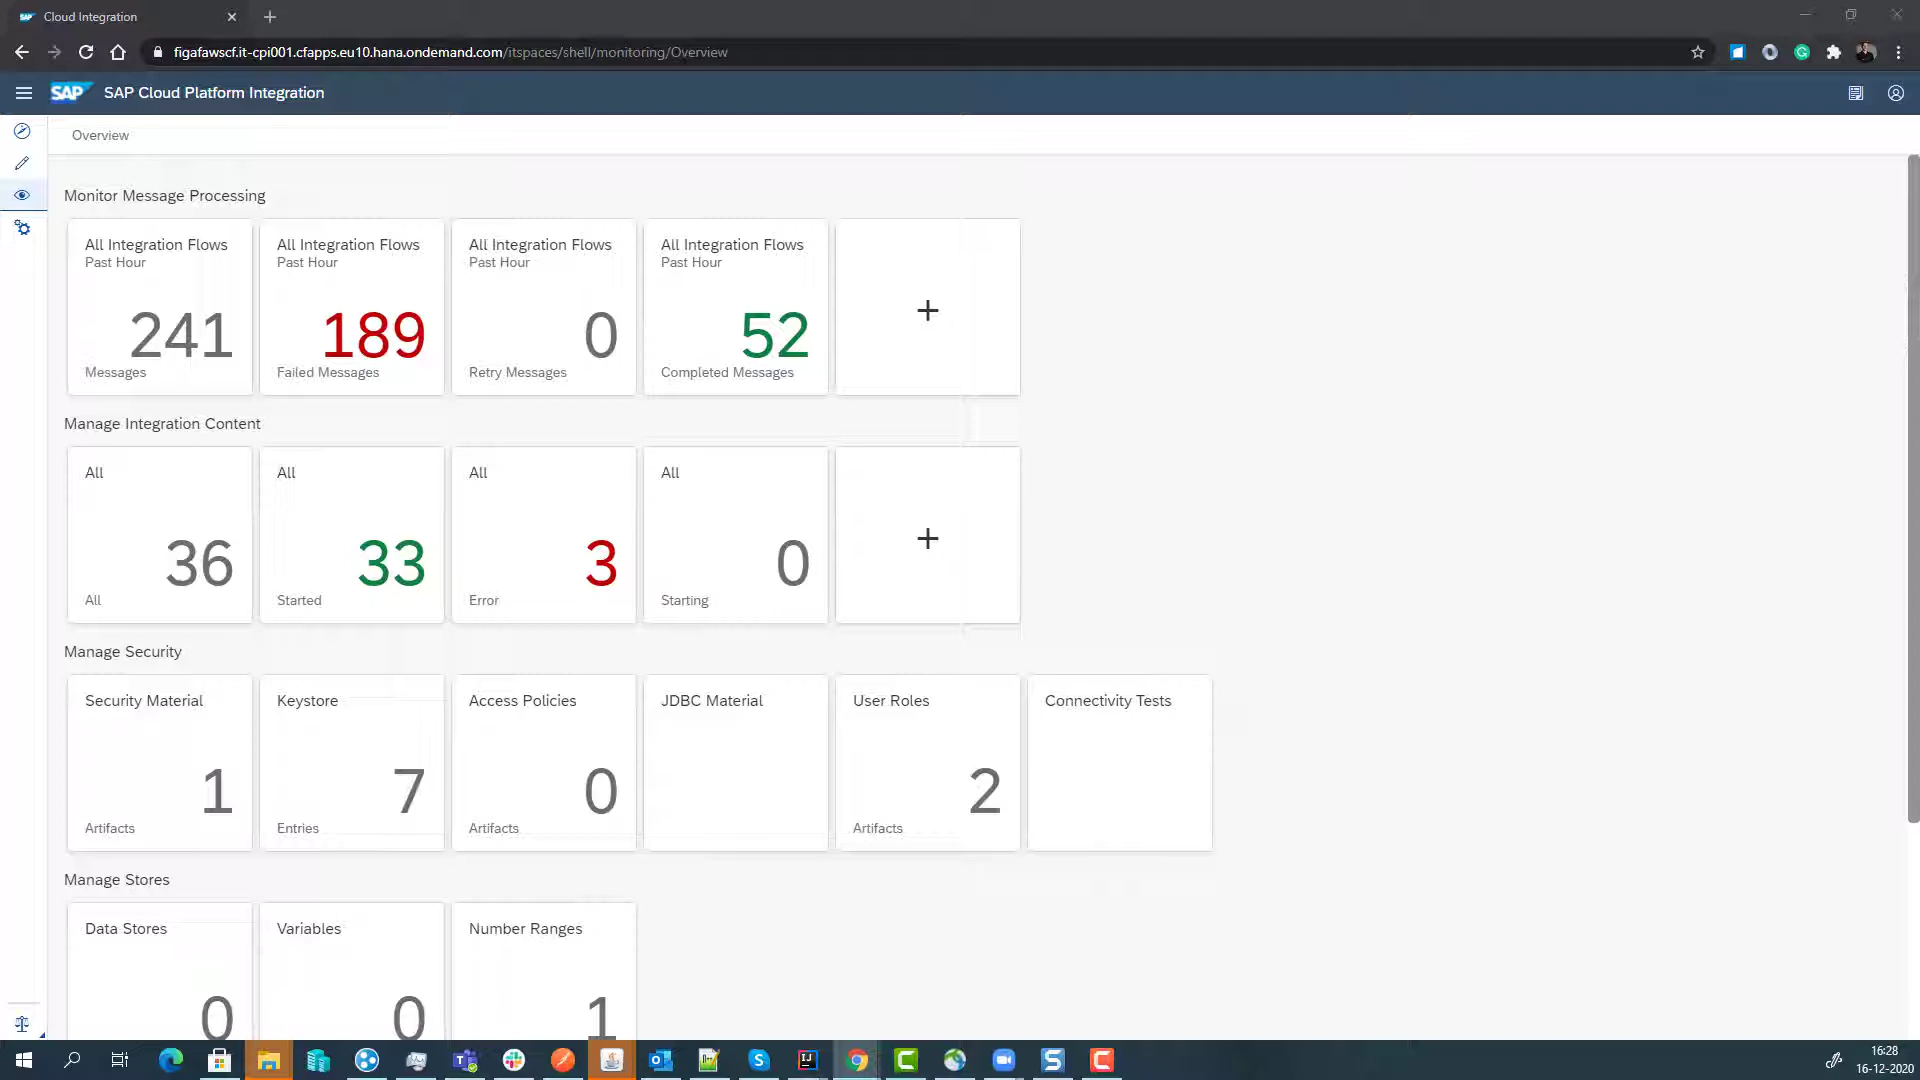 Cloud Integration
figafawscf.it-cpi001.cfapps.eu10.hana.ondemand.com/itspaces/shell/monitoring/Overview
SAP SAP Cloud Platform Integration
Overview
Monitor Message Processing
All Integration Flows
Past Hour
241
Messages
All Integration Flows
Past Hour
189
Failed Messages
All Integration Flows
Past Hour
0
Retry Messages
All Integration Flows
Past Hour
52
Completed Messages
+
Manage Integration Content
All
36
All
All
33
Started
All
3
Error
All
0
Starting
+
Manage Security
Security Material
1
Artifacts
Keystore
7
Entries
Access Policies
0
Artifacts
JDBC Material
User Roles
2
Artifacts
Connectivity Tests
Manage Stores
Data Stores
0
Variables
0
Number Ranges
1
16:28
16-12-2020